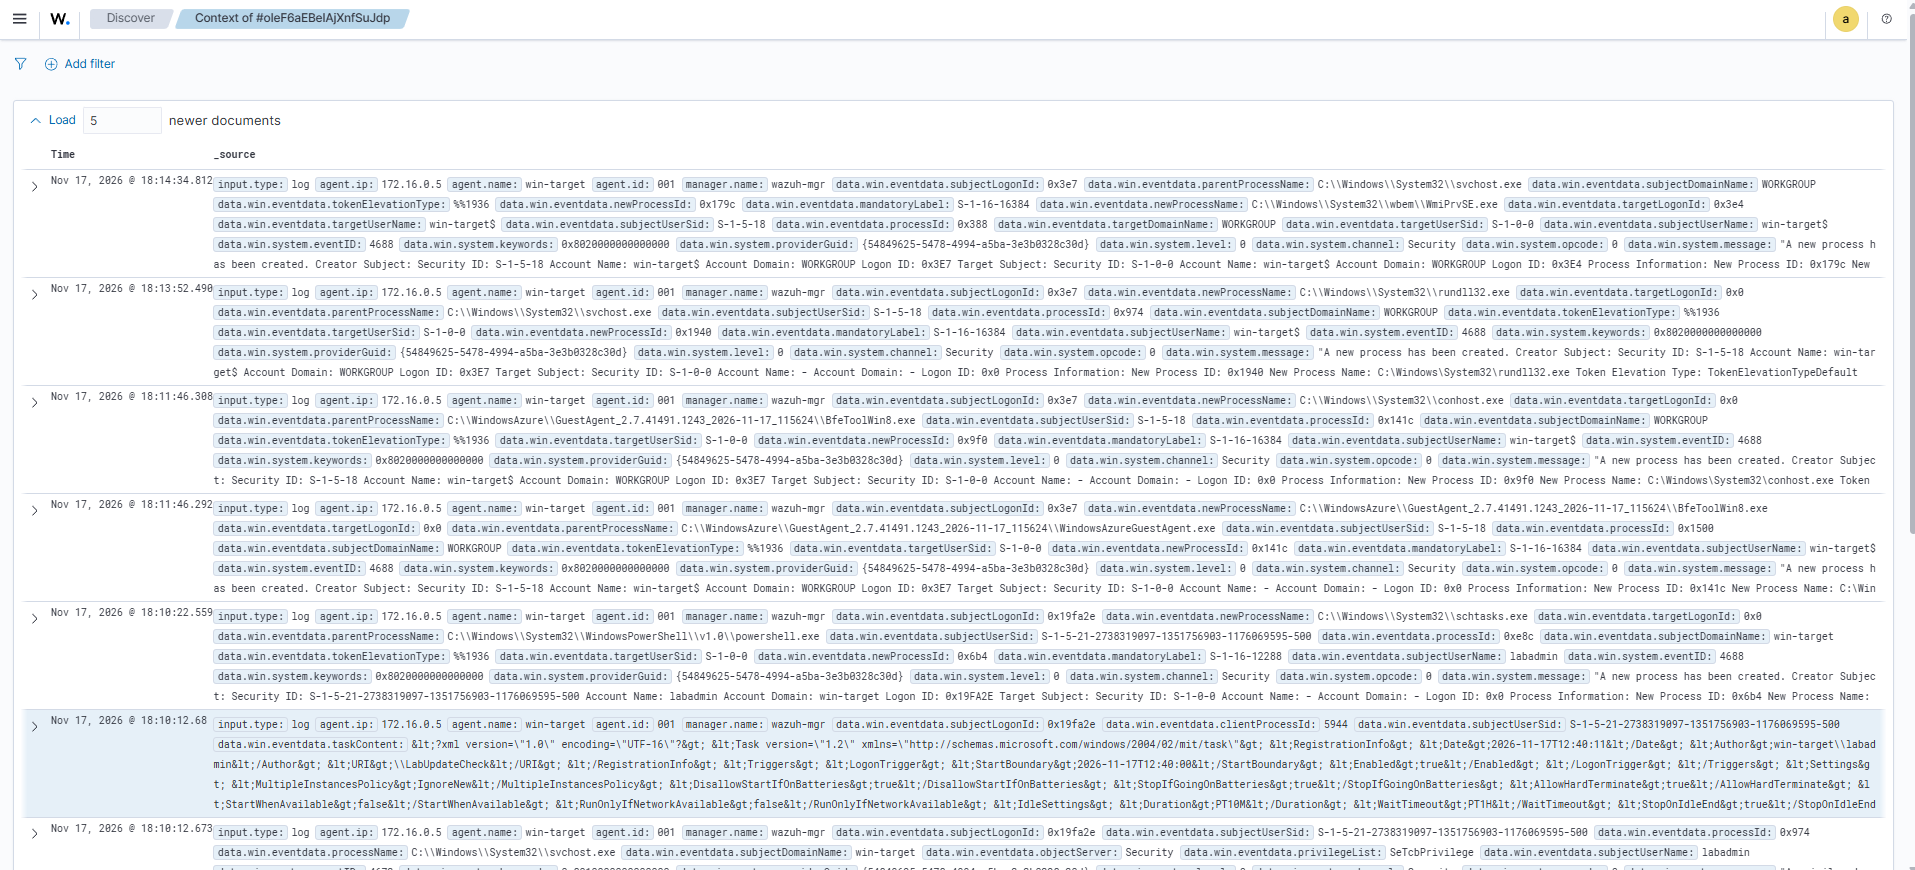 W.
Discover
Context of #oleF6aEBelAjXnfSuJdp
a
Add filter
Load 5 newer documents
Time _source
Nov 17, 2026 @ 18:14:34.812 input.type: log agent.ip: 172.16.0.5 agent.name: win-target agent.id: 001 manager.name: wazuh-mgr data.win.eventdata.subjectLogonId: 0x3e7 data.win.eventdata.parentProcessName: C:\\Windows\\System32\\svchost.exe data.win.eventdata.subjectDomainName: WORKGROUP
data.win.eventdata.tokenElevationType: %%1936 data.win.eventdata.newProcessId: 0x179c data.win.eventdata.mandatoryLabel: S-1-16-16384 data.win.eventdata.newProcessName: C:\\Windows\\System32\\wbem\\WmiPrvSE.exe data.win.eventdata.targetLogonId: 0x3e4
data.win.eventdata.targetUserName: win-target$ data.win.eventdata.subjectUserSid: S-1-5-18 data.win.eventdata.processId: 0x388 data.win.eventdata.targetDomainName: WORKGROUP data.win.eventdata.targetUserSid: S-1-0-0 data.win.eventdata.subjectUserName: win-target$
data.win.system.eventID: 4688 data.win.system.keywords: 0x8020000000000000 data.win.system.providerGuid: {54849625-5478-4994-a5ba-3e3b0328c30d} data.win.system.level: 0 data.win.system.channel: Security data.win.system.opcode: 0 data.win.system.message: "A new process h
as been created. Creator Subject: Security ID: S-1-5-18 Account Name: win-target$ Account Domain: WORKGROUP Logon ID: 0x3E7 Target Subject: Security ID: S-1-0-0 Account Name: win-target$ Account Domain: WORKGROUP Logon ID: 0x3E4 Process Information: New Process ID: 0x179c New
Nov 17, 2026 @ 18:13:52.490 input.type: log agent.ip: 172.16.0.5 agent.name: win-target agent.id: 001 manager.name: wazuh-mgr data.win.eventdata.subjectLogonId: 0x3e7 data.win.eventdata.newProcessName: C:\\Windows\\System32\\rundll32.exe data.win.eventdata.targetLogonId: 0x0
data.win.eventdata.parentProcessName: C:\\Windows\\System32\\svchost.exe data.win.eventdata.subjectUserSid: S-1-5-18 data.win.eventdata.processId: 0x974 data.win.eventdata.subjectDomainName: WORKGROUP data.win.eventdata.tokenElevationType: %%1936
data.win.eventdata.targetUserSid: S-1-0-0 data.win.eventdata.newProcessId: 0x1940 data.win.eventdata.mandatoryLabel: S-1-16-16384 data.win.eventdata.subjectUserName: win-target$ data.win.system.eventID: 4688 data.win.system.keywords: 0x8020000000000000
data.win.system.providerGuid: {54849625-5478-4994-a5ba-3e3b0328c30d} data.win.system.level: 0 data.win.system.channel: Security data.win.system.opcode: 0 data.win.system.message: "A new process has been created. Creator Subject: Security ID: S-1-5-18 Account Name: win-tar
get$ Account Domain: WORKGROUP Logon ID: 0x3E7 Target Subject: Security ID: S-1-0-0 Account Name: - Account Domain: - Logon ID: 0x0 Process Information: New Process ID: 0x1940 New Process Name: C:\Windows\System32\rundll32.exe Token Elevation Type: TokenElevationTypeDefault
Nov 17, 2026 @ 18:11:46.308 input.type: log agent.ip: 172.16.0.5 agent.name: win-target agent.id: 001 manager.name: wazuh-mgr data.win.eventdata.subjectLogonId: 0x3e7 data.win.eventdata.newProcessName: C:\\Windows\\System32\\conhost.exe data.win.eventdata.targetLogonId: 0x0
data.win.eventdata.parentProcessName: C:\\WindowsAzure\\GuestAgent_2.7.41491.1243_2026-11-17_115624\\BfeToolWin8.exe data.win.eventdata.subjectUserSid: S-1-5-18 data.win.eventdata.processId: 0x141c data.win.eventdata.subjectDomainName: WORKGROUP
data.win.eventdata.tokenElevationType: %%1936 data.win.eventdata.targetUserSid: S-1-0-0 data.win.eventdata.newProcessId: 0x9f0 data.win.eventdata.mandatoryLabel: S-1-16-16384 data.win.eventdata.subjectUserName: win-target$ data.win.system.eventID: 4688
data.win.system.keywords: 0x8020000000000000 data.win.system.providerGuid: {54849625-5478-4994-a5ba-3e3b0328c30d} data.win.system.level: 0 data.win.system.channel: Security data.win.system.opcode: 0 data.win.system.message: "A new process has been created. Creator Subjec
t: Security ID: S-1-5-18 Account Name: win-target$ Account Domain: WORKGROUP Logon ID: 0x3E7 Target Subject: Security ID: S-1-0-0 Account Name: - Account Domain: - Logon ID: 0x0 Process Information: New Process ID: 0x9f0 New Process Name: C:\Windows\System32\conhost.exe Token
Nov 17, 2026 @ 18:11:46.292 input.type: log agent.ip: 172.16.0.5 agent.name: win-target agent.id: 001 manager.name: wazuh-mgr data.win.eventdata.subjectLogonId: 0x3e7 data.win.eventdata.newProcessName: C:\\WindowsAzure\\GuestAgent_2.7.41491.1243_2026-11-17_115624\\BfeToolWin8.exe
data.win.eventdata.targetLogonId: 0x0 data.win.eventdata.parentProcessName: C:\\WindowsAzure\\GuestAgent_2.7.41491.1243_2026-11-17_115624\\WindowsAzureGuestAgent.exe data.win.eventdata.subjectUserSid: S-1-5-18 data.win.eventdata.processId: 0x1500
data.win.eventdata.subjectDomainName: WORKGROUP data.win.eventdata.tokenElevationType: %%1936 data.win.eventdata.targetUserSid: S-1-0-0 data.win.eventdata.newProcessId: 0x141c data.win.eventdata.mandatoryLabel: S-1-16-16384 data.win.eventdata.subjectUserName: win-target$
data.win.system.eventID: 4688 data.win.system.keywords: 0x8020000000000000 data.win.system.providerGuid: {54849625-5478-4994-a5ba-3e3b0328c30d} data.win.system.level: 0 data.win.system.channel: Security data.win.system.opcode: 0 data.win.system.message: "A new process h
as been created. Creator Subject: Security ID: S-1-5-18 Account Name: win-target$ Account Domain: WORKGROUP Logon ID: 0x3E7 Target Subject: Security ID: S-1-0-0 Account Name: - Account Domain: - Logon ID: 0x0 Process Information: New Process ID: 0x141c New Process Name: C:\Win
Nov 17, 2026 @ 18:10:22.559 input.type: log agent.ip: 172.16.0.5 agent.name: win-target agent.id: 001 manager.name: wazuh-mgr data.win.eventdata.subjectLogonId: 0x19fa2e data.win.eventdata.newProcessName: C:\\Windows\\System32\\schtasks.exe data.win.eventdata.targetLogonId: 0x0
data.win.eventdata.parentProcessName: C:\\Windows\\System32\\WindowsPowerShell\\v1.0\\powershell.exe data.win.eventdata.subjectUserSid: S-1-5-21-2738319097-1351756903-1176069595-500 data.win.eventdata.processId: 0xe8c data.win.eventdata.subjectDomainName: win-target
data.win.eventdata.tokenElevationType: %%1936 data.win.eventdata.targetUserSid: S-1-0-0 data.win.eventdata.newProcessId: 0x6b4 data.win.eventdata.mandatoryLabel: S-1-16-12288 data.win.eventdata.subjectUserName: labadmin data.win.system.eventID: 4688
data.win.system.keywords: 0x8020000000000000 data.win.system.providerGuid: {54849625-5478-4994-a5ba-3e3b0328c30d} data.win.system.level: 0 data.win.system.channel: Security data.win.system.opcode: 0 data.win.system.message: "A new process has been created. Creator Subjec
t: Security ID: S-1-5-21-2738319097-1351756903-1176069595-500 Account Name: labadmin Account Domain: win-target Logon ID: 0x19FA2E Target Subject: Security ID: S-1-0-0 Account Name: - Account Domain: - Logon ID: 0x0 Process Information: New Process ID: 0x6b4 New Process Name:
Nov 17, 2026 @ 18:10:12.68 input.type: log agent.ip: 172.16.0.5 agent.name: win-target agent.id: 001 manager.name: wazuh-mgr data.win.eventdata.subjectLogonId: 0x19fa2e data.win.eventdata.clientProcessId: 5944 data.win.eventdata.subjectUserSid: S-1-5-21-2738319097-1351756903-1176069595-500
data.win.eventdata.taskContent: &lt;?xml version=\"1.0\" encoding=\"UTF-16\"?&gt; &lt;Task version=\"1.2\" xmlns=\"http://schemas.microsoft.com/windows/2004/02/mit/task\"&gt; &lt;RegistrationInfo&gt; &lt;Date&gt;2026-11-17T12:40:11&lt;/Date&gt; &lt;Author&gt;win-target\\labad
min&lt;/Author&gt; &lt;URI&gt;\\LabUpdateCheck&lt;/URI&gt; &lt;/RegistrationInfo&gt; &lt;Triggers&gt; &lt;LogonTrigger&gt; &lt;StartBoundary&gt;2026-11-17T12:40:00&lt;/StartBoundary&gt; &lt;Enabled&gt;true&lt;/Enabled&gt; &lt;/LogonTrigger&gt; &lt;/Triggers&gt; &lt;Settings&g
t; &lt;MultipleInstancesPolicy&gt;IgnoreNew&lt;/MultipleInstancesPolicy&gt; &lt;DisallowStartIfOnBatteries&gt;true&lt;/DisallowStartIfOnBatteries&gt; &lt;StopIfGoingOnBatteries&gt;true&lt;/StopIfGoingOnBatteries&gt; &lt;AllowHardTerminate&gt;true&lt;/AllowHardTerminate&gt; &l
t;StartWhenAvailable&gt;false&lt;/StartWhenAvailable&gt; &lt;RunOnlyIfNetworkAvailable&gt;false&lt;/RunOnlyIfNetworkAvailable&gt; &lt;IdleSettings&gt; &lt;Duration&gt;PT10M&lt;/Duration&gt; &lt;WaitTimeout&gt;PT1H&lt;/WaitTimeout&gt; &lt;StopOnIdleEnd&gt;true&lt;/StopOnIdleEnd
Nov 17, 2026 @ 18:10:12.673 input.type: log agent.ip: 172.16.0.5 agent.name: win-target agent.id: 001 manager.name: wazuh-mgr data.win.eventdata.subjectLogonId: 0x19fa2e data.win.eventdata.subjectUserSid: S-1-5-21-2738319097-1351756903-1176069595-500 data.win.eventdata.processId: 0x974
data.win.eventdata.processName: C:\\Windows\\System32\\svchost.exe data.win.eventdata.subjectDomainName: win-target data.win.eventdata.objectServer: Security data.win.eventdata.privilegeList: SeTcbPrivilege data.win.eventdata.subjectUserName: labadmin